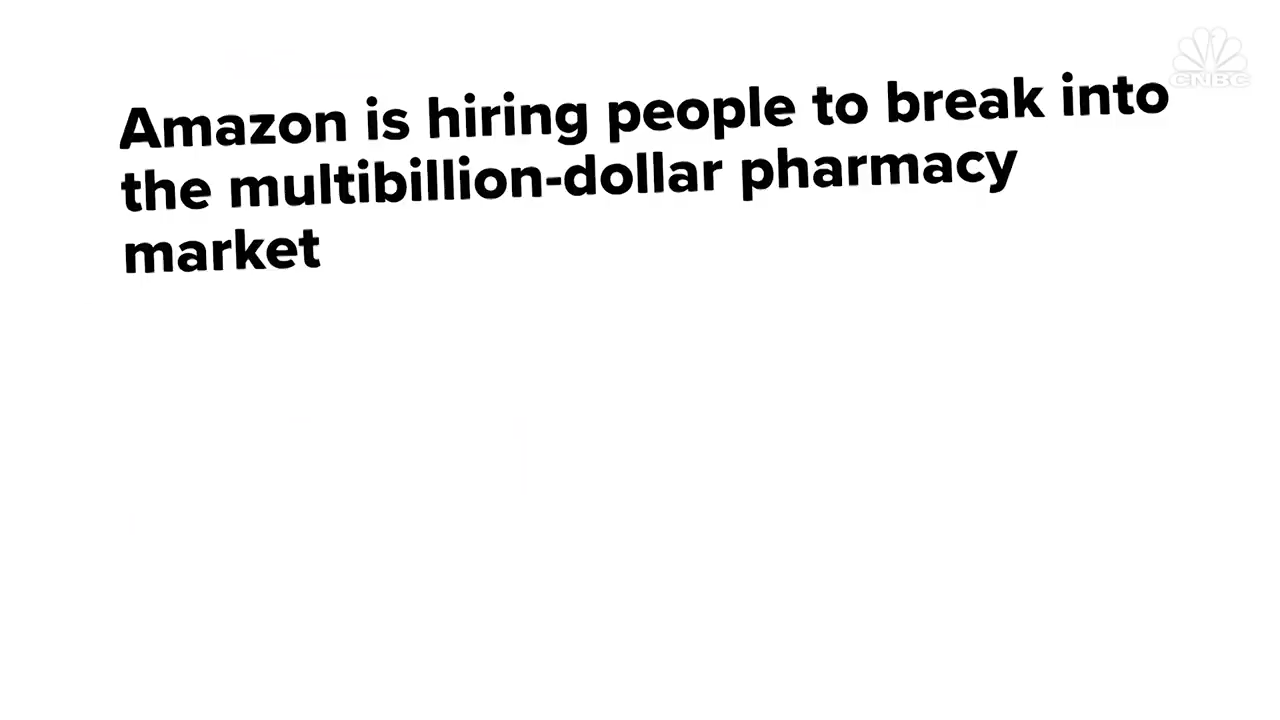 CNBC
Amazon is hiring people to break into
the multibillion-dollar pharmacy
market